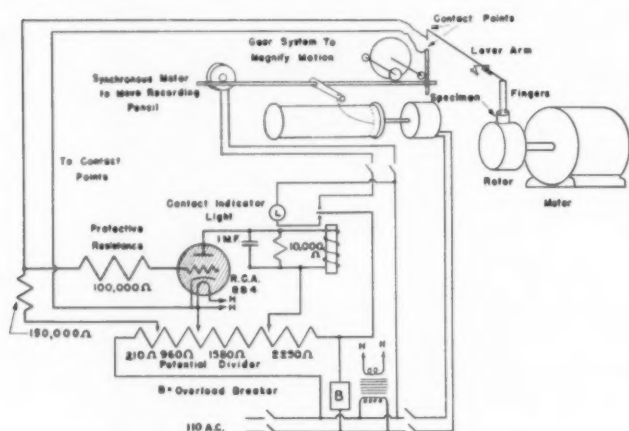 Contact Points
Gear System To
Magnify Motion
Lever Arm
Synchronous Motor
to Move Recording
Pencil
Specimen
Fingers
Rotor
Motor
To Contact
Points
Contact Indicator
Light
L
Protective
Resistance
1 M.F.
10,000
Ω
R.C.A.
884
100,000Ω
H
H
150,000Ω
210Ω 960Ω 1580Ω 2250Ω
Potential Divider
H H
B = Overload Breaker
B
110 A.C.